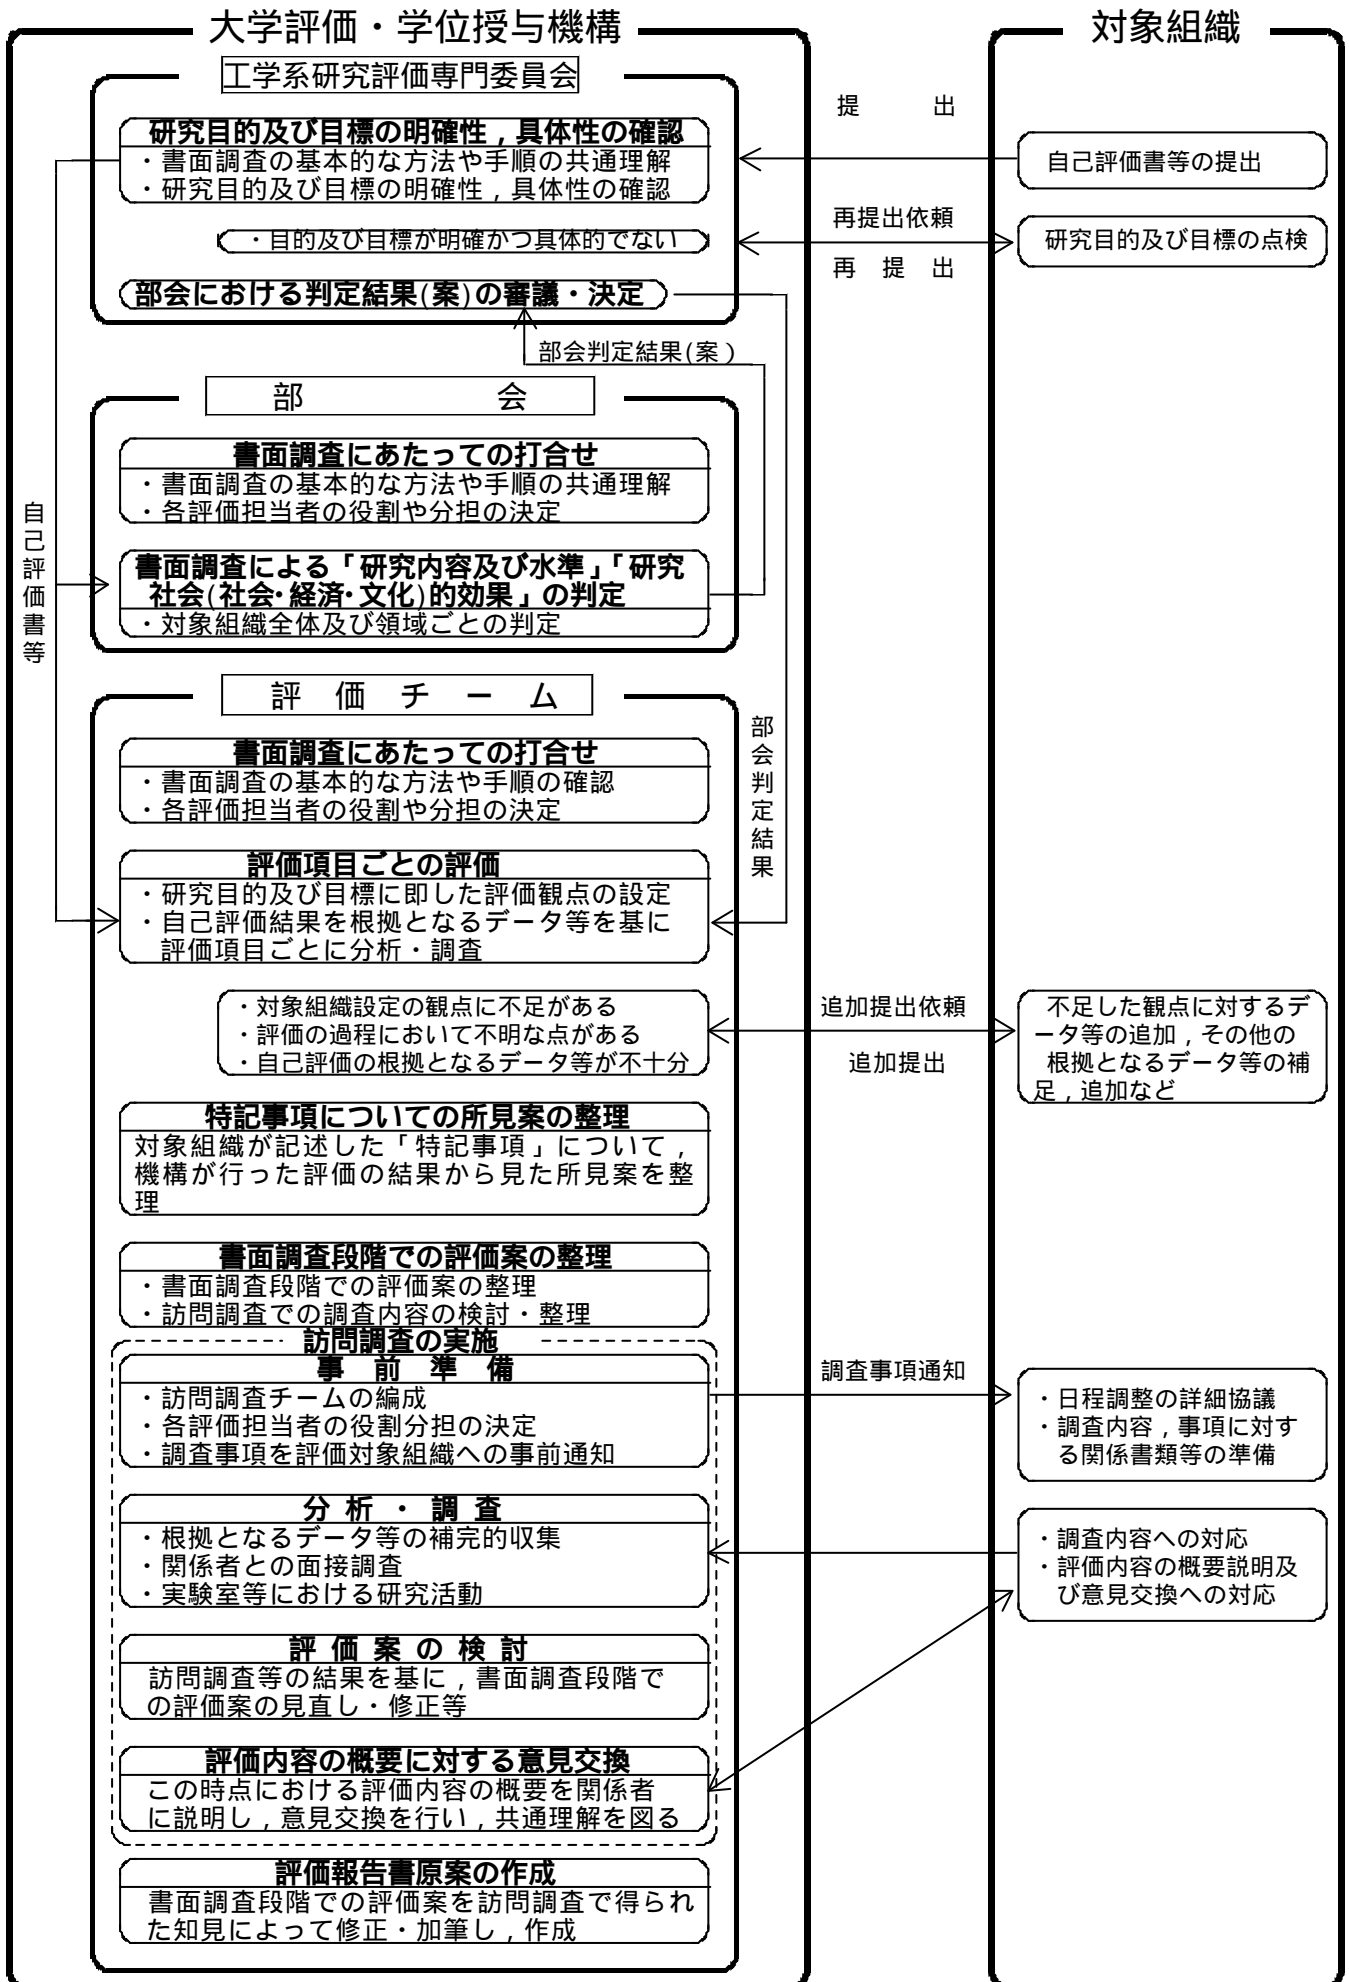 大学評価・学位授与機構
対象組織
工学系研究評価専門委員会
研究目的及び目標の明確性，具体性の確認
・書面調査の基本的な方法や手順の共通理解
・研究目的及び目標の明確性，具体性の確認
提　出
自己評価書等の提出
・目的及び目標が明確かつ具体的でない
再提出依頼
再提出
研究目的及び目標の点検
部会における判定結果(案)の審議・決定
部会判定結果(案）
部　会
書面調査にあたっての打合せ
・書面調査の基本的な方法や手順の共通理解
・各評価担当者の役割や分担の決定
自己評価書等
書面調査による「研究内容及び水準」「研究
社会(社会・経済・文化)的効果」の判定
・対象組織全体及び領域ごとの判定
評価チーム
書面調査にあたっての打合せ
・書面調査の基本的な方法や手順の確認
・各評価担当者の役割や分担の決定
部会判定結果
評価項目ごとの評価
・研究目的及び目標に即した評価観点の設定
・自己評価結果を根拠となるデータ等を基に
評価項目ごとに分析・調査
・対象組織設定の観点に不足がある
・評価の過程において不明な点がある
・自己評価の根拠となるデータ等が不十分
追加提出依頼
追加提出
不足した観点に対するデ
ータ等の追加，その他の
根拠となるデータ等の補
足，追加など
特記事項についての所見案の整理
対象組織が記述した「特記事項」について，
機構が行った評価の結果から見た所見案を整
理
書面調査段階での評価案の整理
・書面調査段階での評価案の整理
・訪問調査での調査内容の検討・整理
訪問調査の実施
事前準備
・訪問調査チームの編成
・各評価担当者の役割分担の決定
・調査事項を評価対象組織への事前通知
調査事項通知
・日程調整の詳細協議
・調査内容，事項に対す
る関係書類等の準備
分析・調査
・根拠となるデータ等の補完的収集
・関係者との面接調査
・実験室等における研究活動
・調査内容への対応
・評価内容の概要説明及
び意見交換への対応
評価案の検討
訪問調査等の結果を基に，書面調査段階で
の評価案の見直し・修正等
評価内容の概要に対する意見交換
この時点における評価内容の概要を関係者
に説明し，意見交換を行い，共通理解を図る
評価報告書原案の作成
書面調査段階での評価案を訪問調査で得られ
た知見によって修正・加筆し，作成